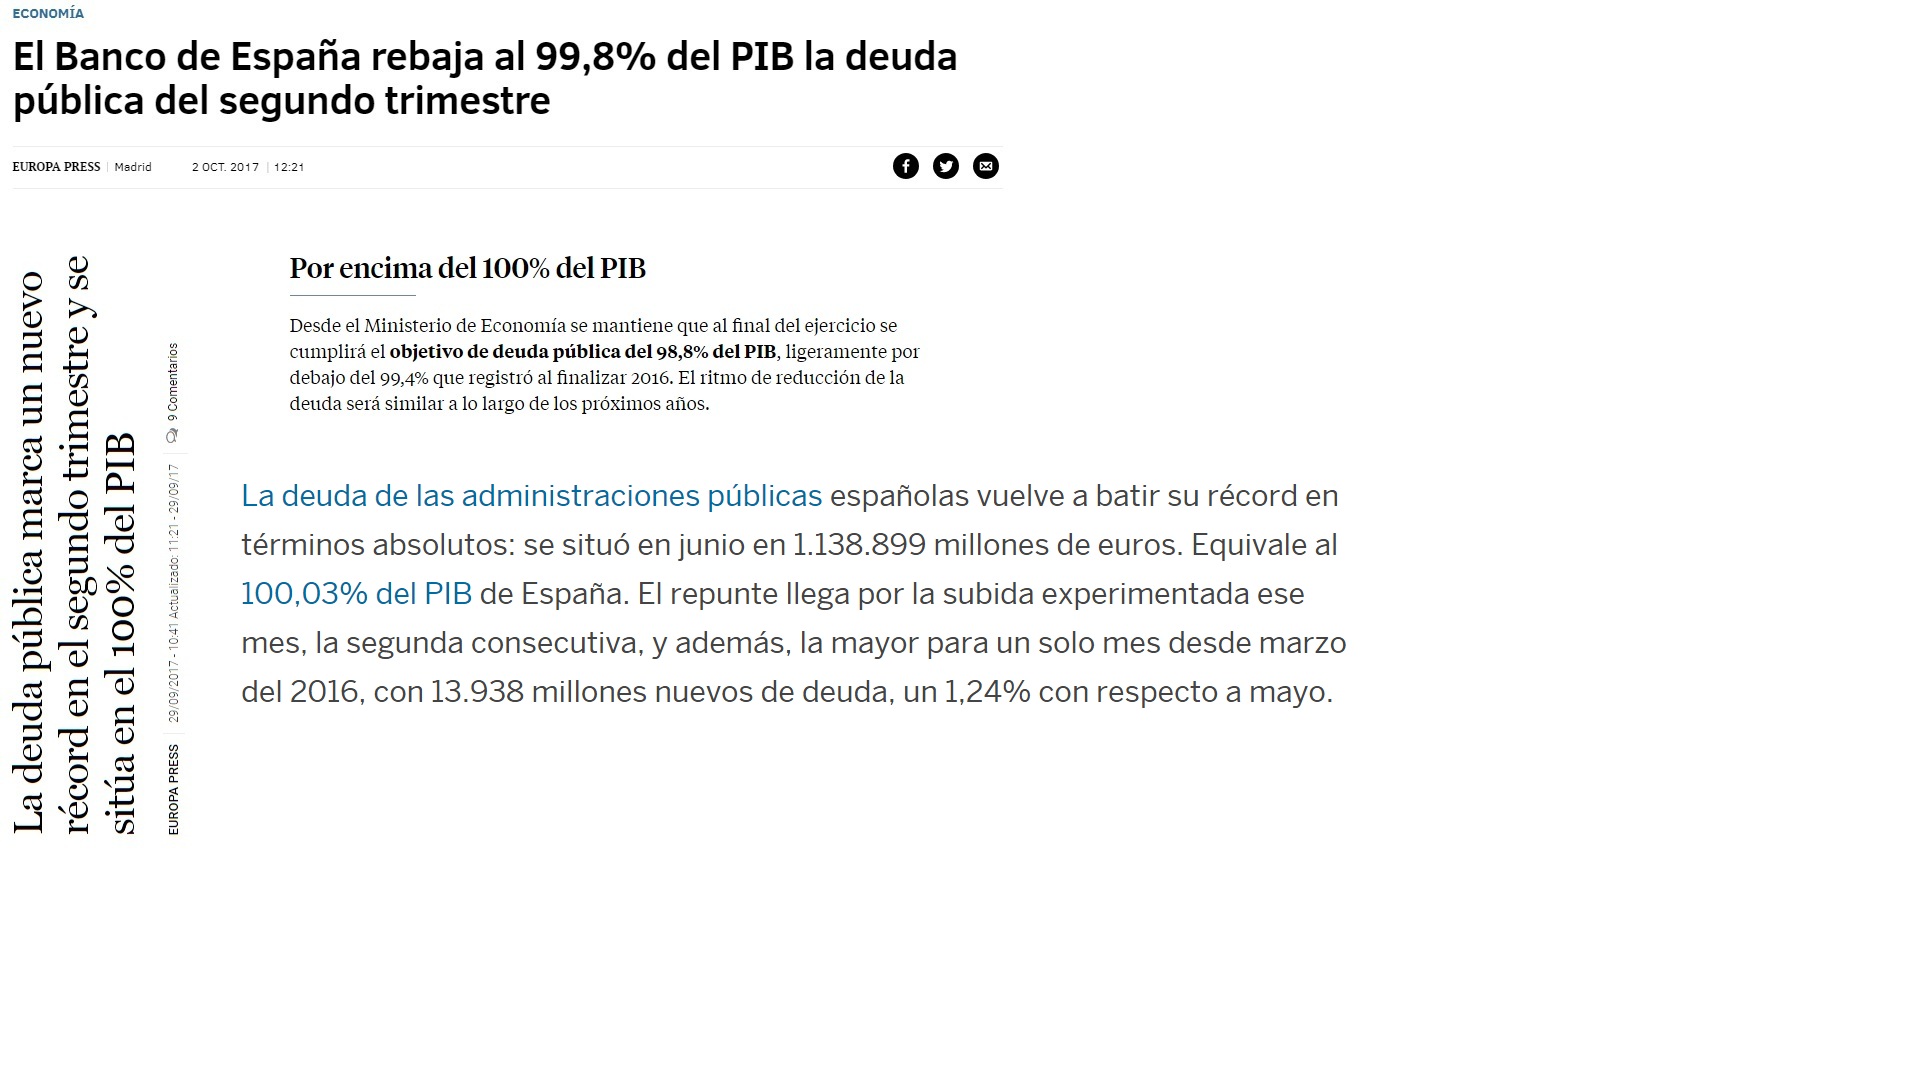 ECONOMÍA
El Banco de España rebaja al 99,8% del PIB la deuda
pública del segundo trimestre
EUROPA PRESS | Madrid 2 OCT. 2017 | 12:21
La deuda pública marca un nuevo
récord en el segundo trimestre y se
sitúa en el 100% del PIB
EUROPA PRESS 29/09/2017 - 10:41 Actualizado: 11:21 - 29/09/17 9 Comentarios
Por encima del 100% del PIB
Desde el Ministerio de Economía se mantiene que al final del ejercicio se
cumplirá el objetivo de deuda pública del 98,8% del PIB, ligeramente por
debajo del 99,4% que registró al finalizar 2016. El ritmo de reducción de la
deuda será similar a lo largo de los próximos años.
La deuda de las administraciones públicas españolas vuelve a batir su récord en
términos absolutos: se situó en junio en 1.138.899 millones de euros. Equivale al
100,03% del PIB de España. El repunte llega por la subida experimentada ese
mes, la segunda consecutiva, y además, la mayor para un solo mes desde marzo
del 2016, con 13.938 millones nuevos de deuda, un 1,24% con respecto a mayo.